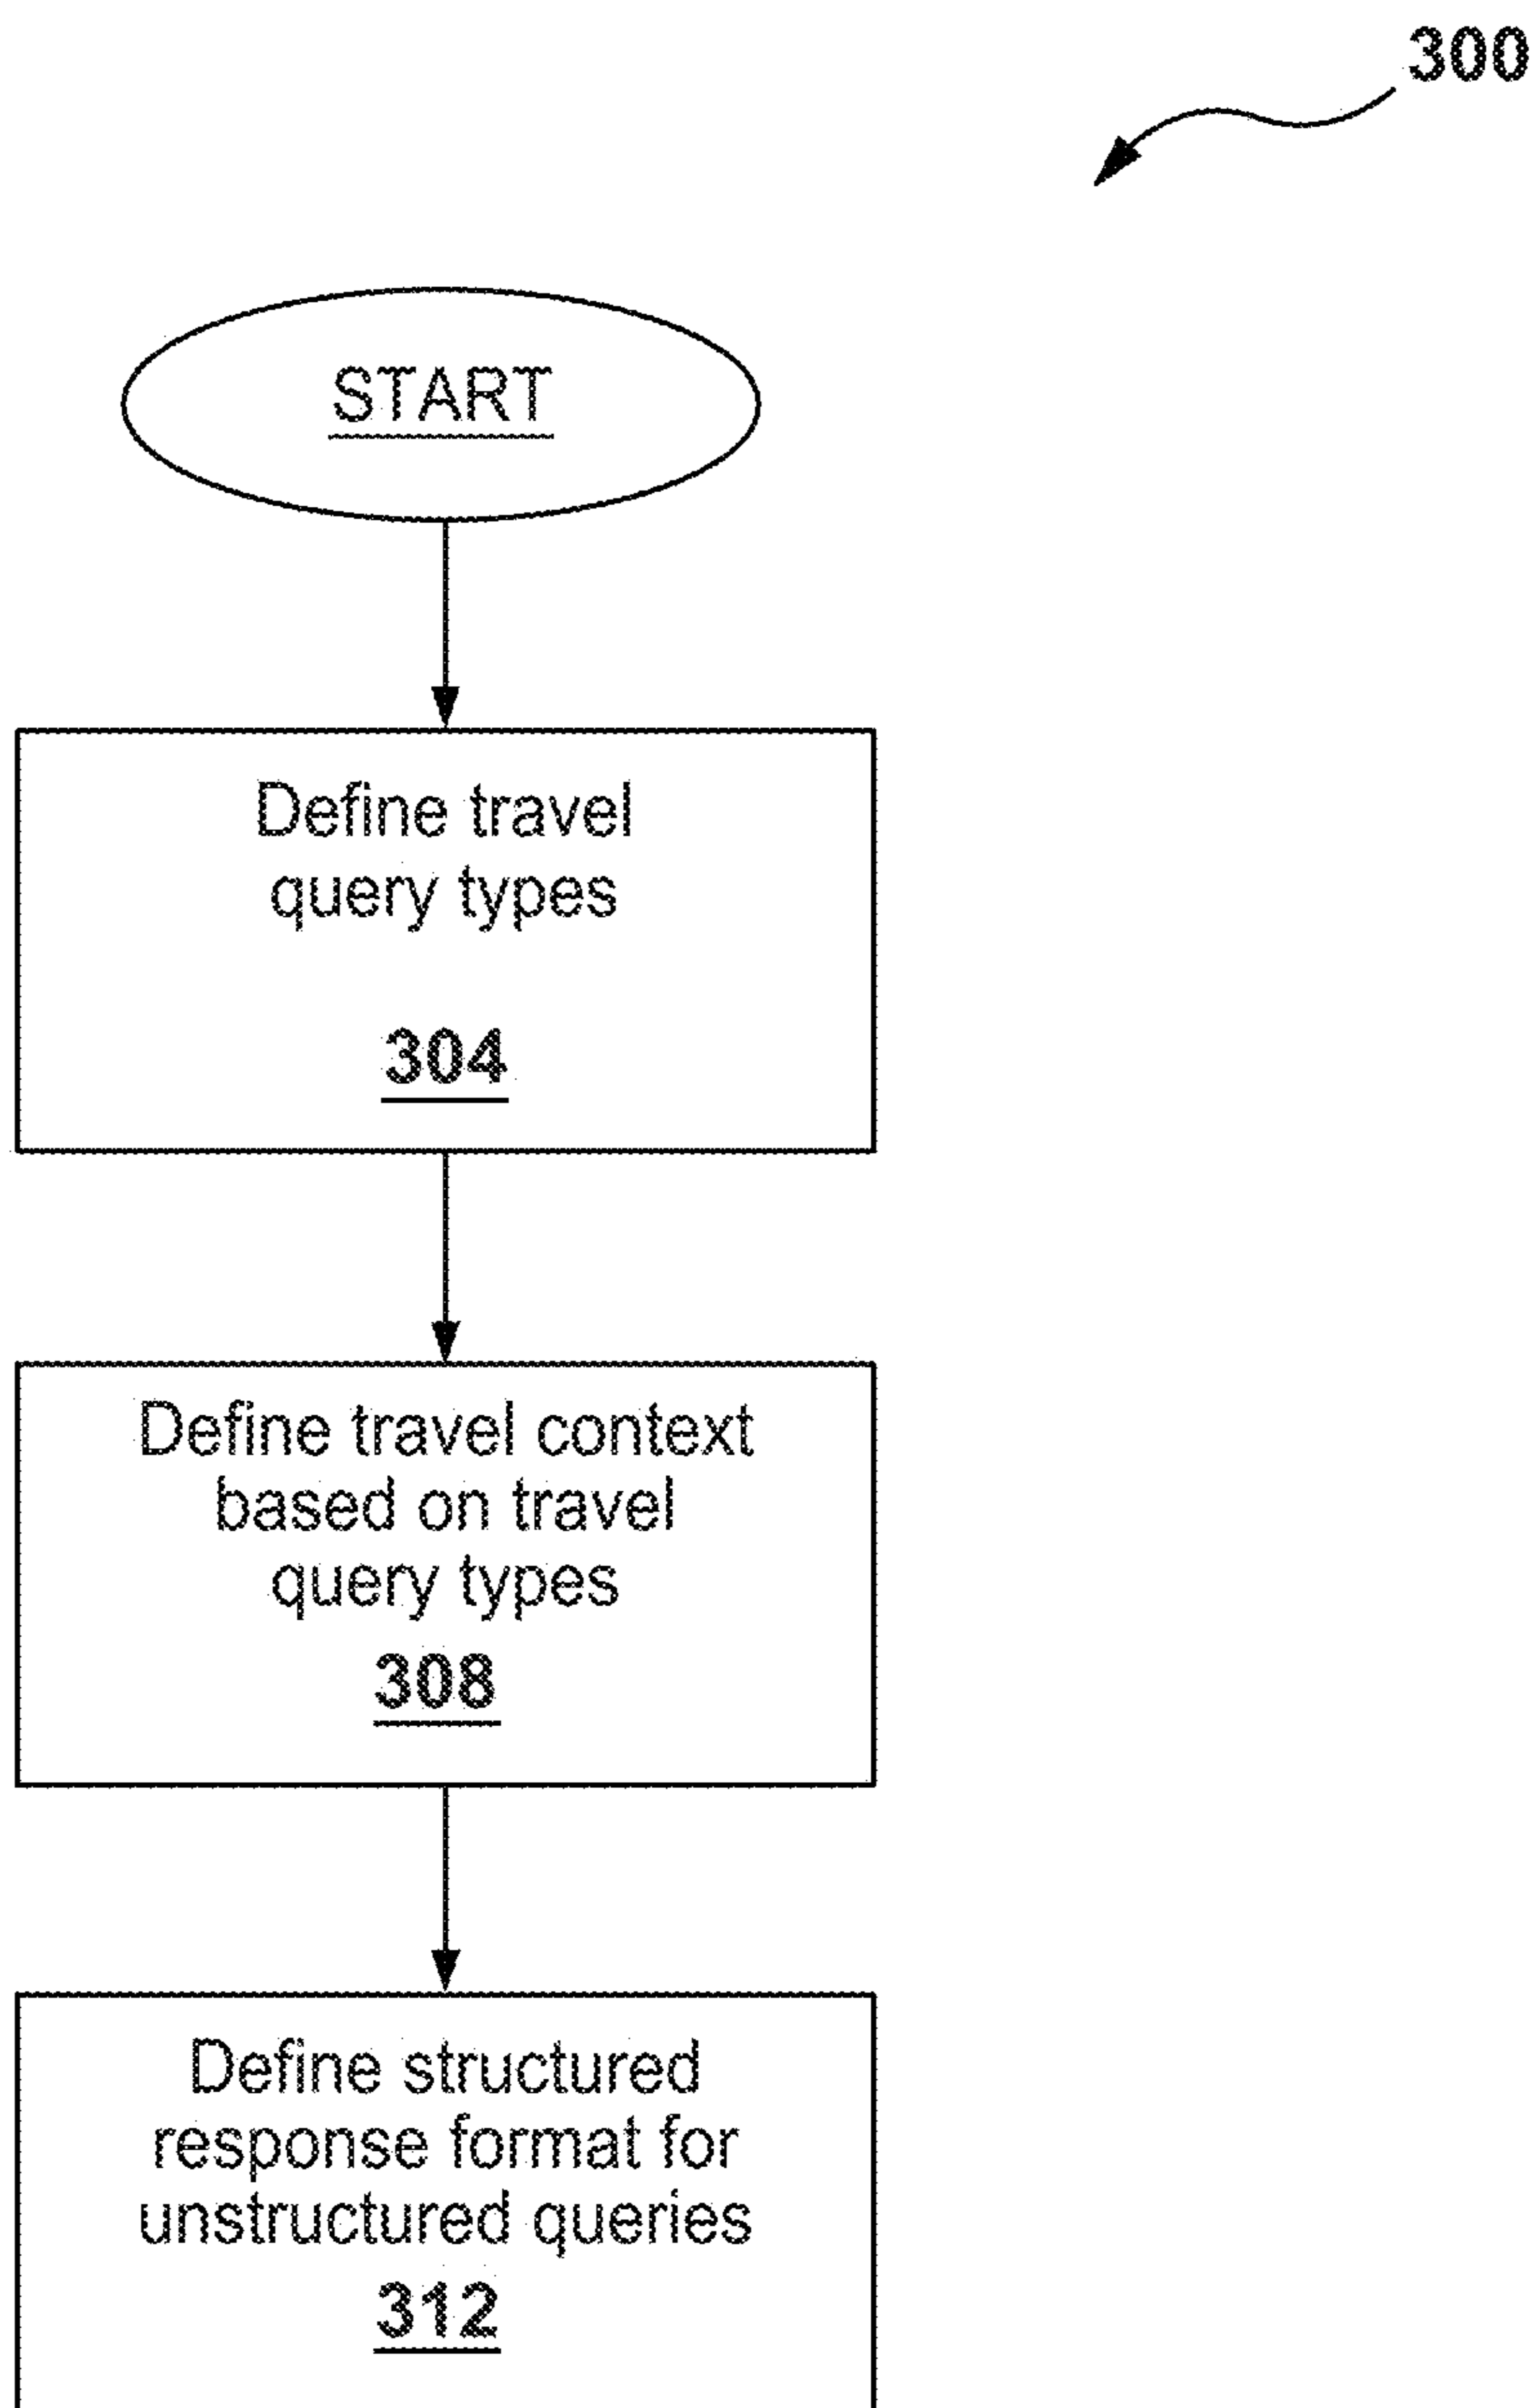 300
START
Define travel
query types
304
Define travel context
based on travel
query types
308
Define structured
response format for
unstructured queries
312